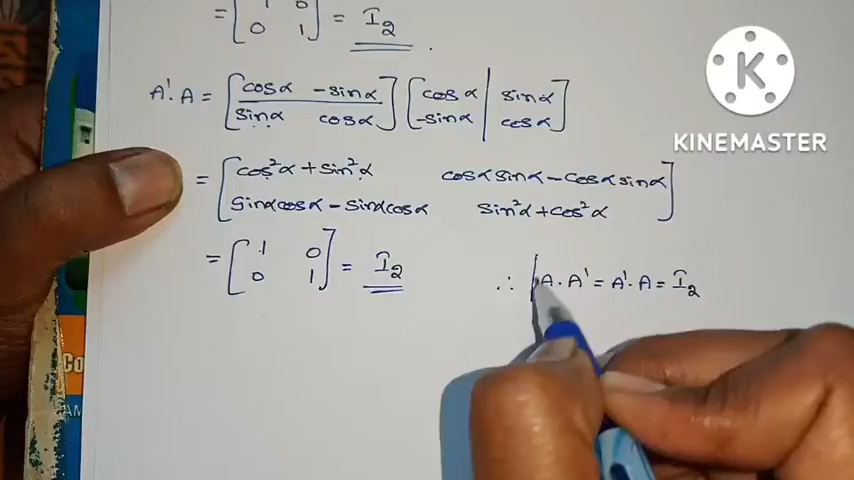 = [1 0
0 1] = I₂.
A'.A = [cosα -sinα] [cosα | sinα]
[sinα cosα] [-sinα | cosα]
= [cos²α + sin²α cosα sinα - cosα sinα]
[sinα cosα - sinα cosα sin²α + cos²α]
= [1 0
0 1] = I₂
∴ A.A' = A'.A = I₂
KINEMASTER